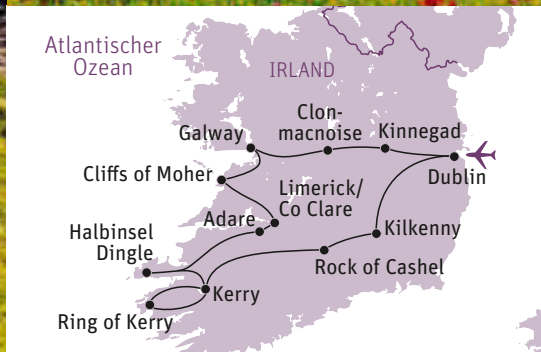 Atlantischer
Ozean
IRLAND
Clon-
macnoise
Kinnegad
Galway
Dublin
Cliffs of Moher
Limerick/
Co Clare
Adare
Halbinsel
Dingle
Kilkenny
Rock of Cashel
Kerry
Ring of Kerry